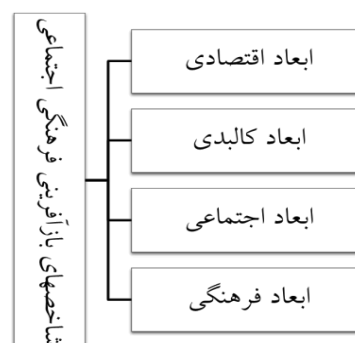 شاخصهای بازآفرینی فرهنگی اجتماعی
ابعاد اقتصادی
ابعاد کالبدی
ابعاد اجتماعی
ابعاد فرهنگی